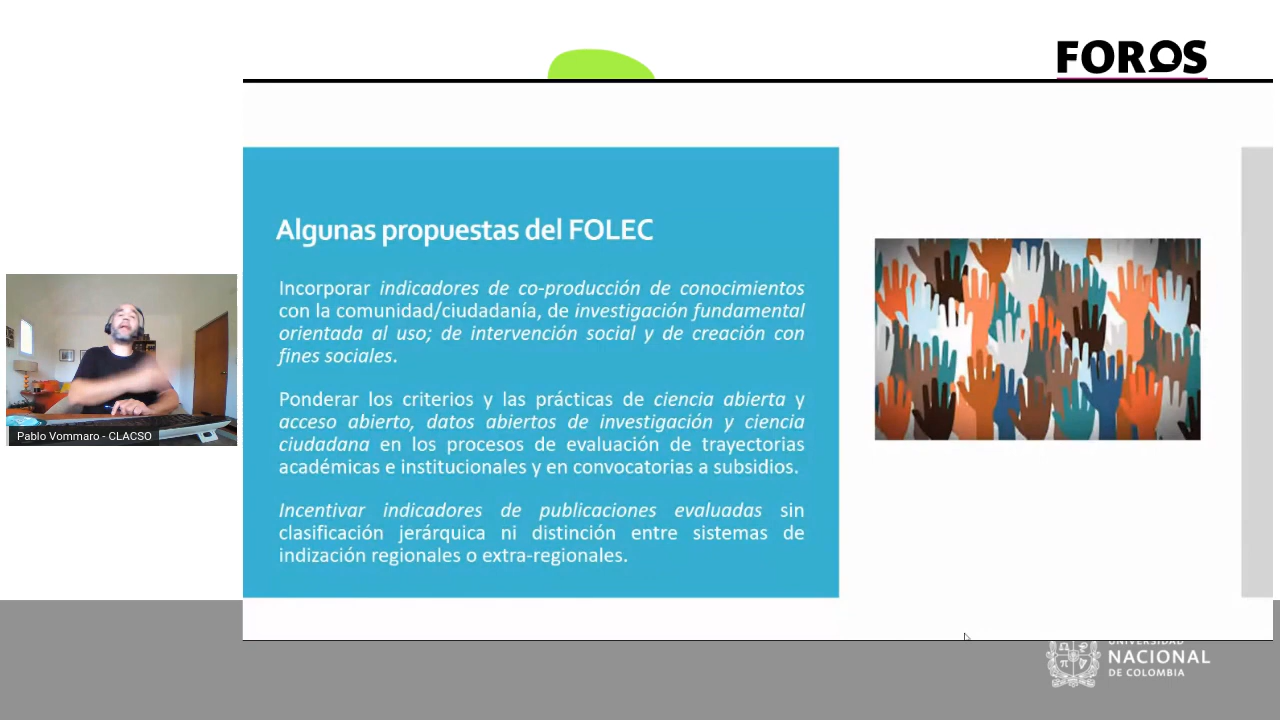 FOROS
Algunas propuestas del FOLEC
Incorporar indicadores de co-producción de conocimientos
con la comunidad/ciudadanía, de investigación fundamental
orientada al uso; de intervención social y de creación con
fines sociales.
Ponderar los criterios y las prácticas de ciencia abierta y
acceso abierto, datos abiertos de investigación y ciencia
ciudadana en los procesos de evaluación de trayectorias
académicas e institucionales y en convocatorias a subsidios.
Incentivar indicadores de publicaciones evaluadas sin
clasificación jerárquica ni distinción entre sistemas de
indización regionales o extra-regionales.
Pablo Vommaro - CLACSO
UNIVERSIDAD
NACIONAL
DE COLOMBIA